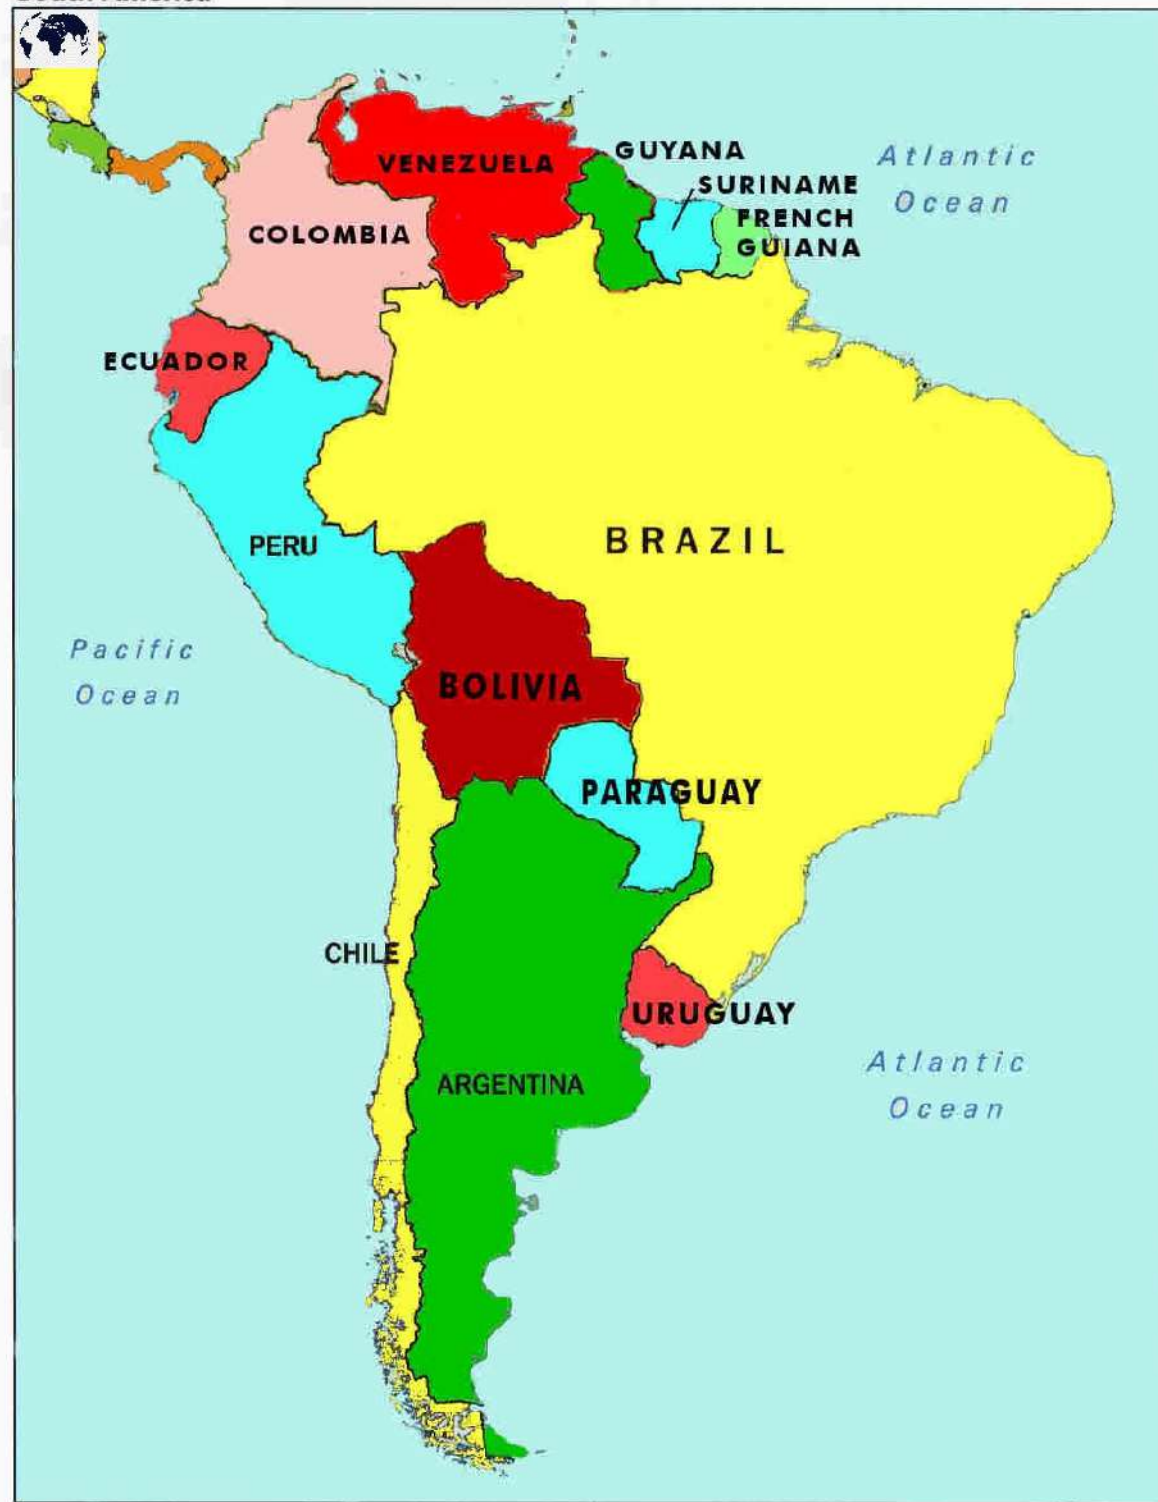 VENEZUELA
GUYANA
SURINAME
FRENCH
GUIANA
Atlantic
Ocean
COLOMBIA
ECUADOR
PERU
BRAZIL
Pacific
Ocean
BOLIVIA
PARAGUAY
CHILE
URUGUAY
ARGENTINA
Atlantic
Ocean